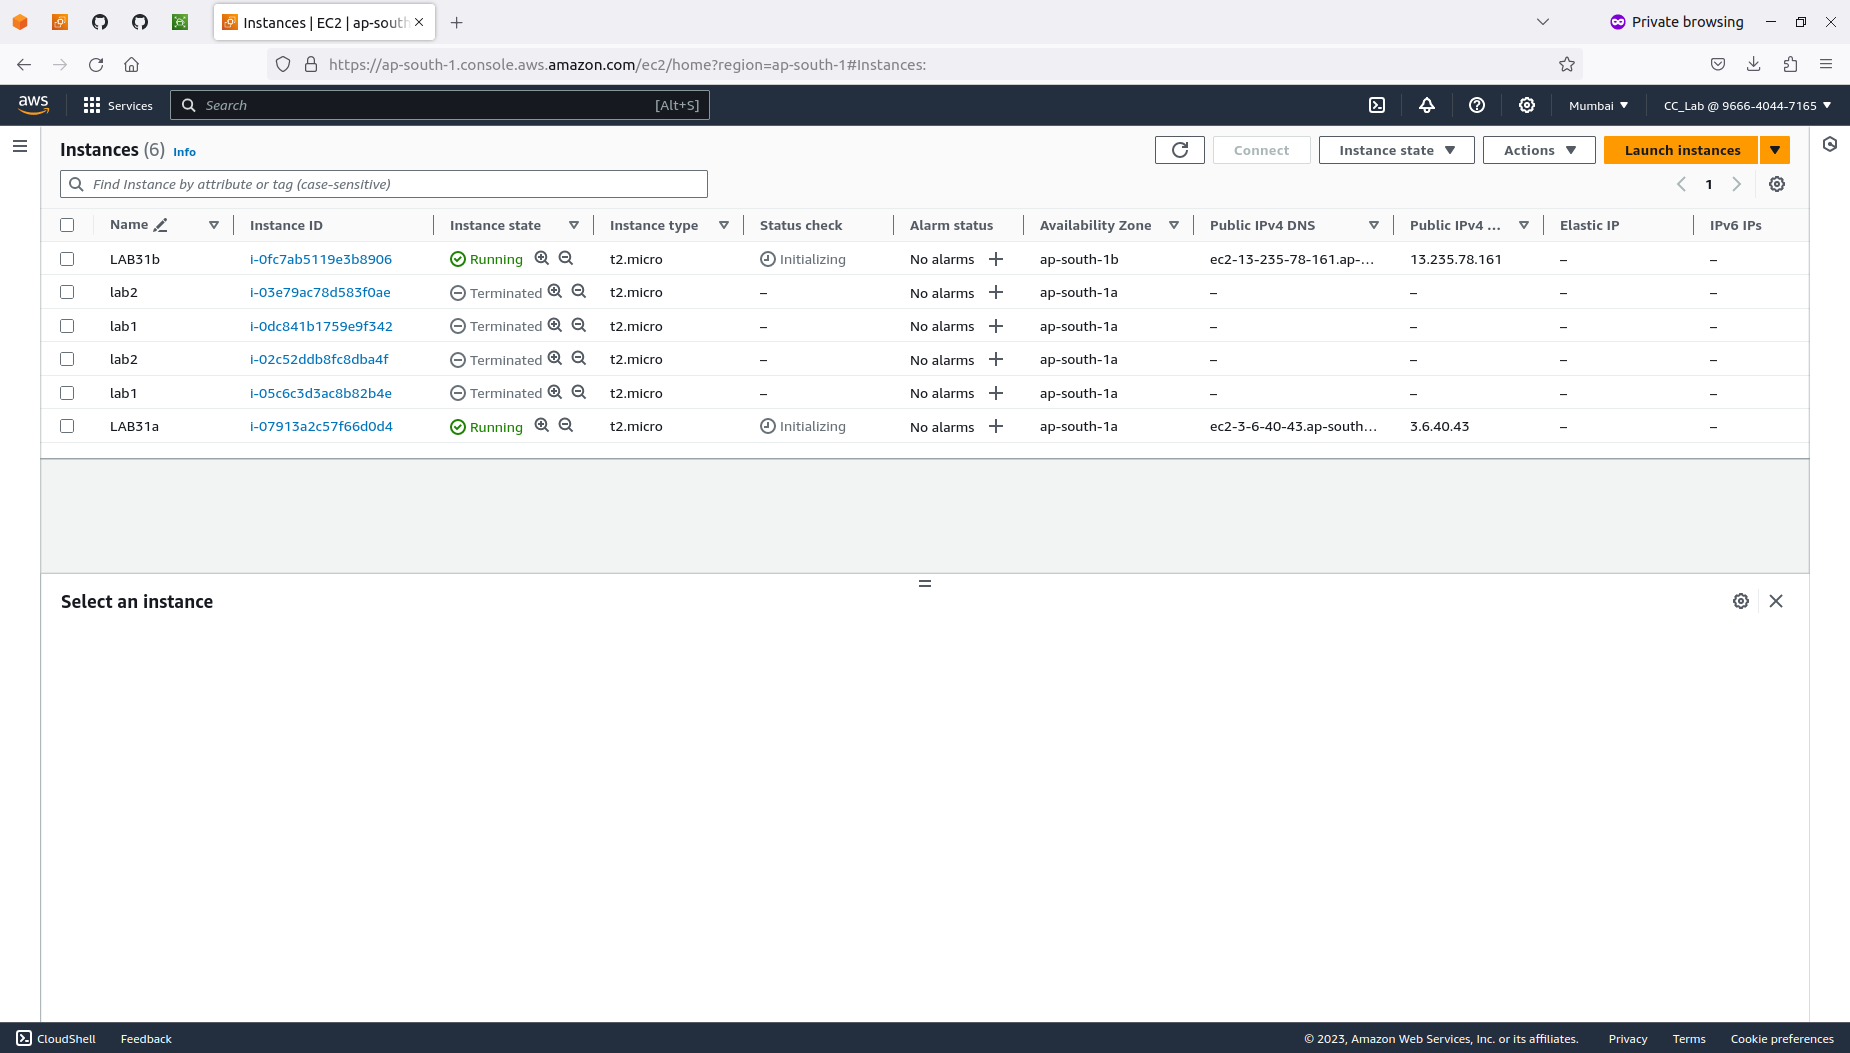 Instances | EC2 | ap-south
Private browsing
https://ap-south-1.console.aws.amazon.com/ec2/home?region=ap-south-1#Instances:
aws Services Search [Alt+S] Mumbai CC_Lab @ 9666-4044-7165
Instances (6) Info Connect Instance state Actions Launch instances
Find Instance by attribute or tag (case-sensitive) 1
Name Instance ID Instance state Instance type Status check Alarm status Availability Zone Public IPv4 DNS Public IPv4 ... Elastic IP IPv6 IPs
LAB31b i-0fc7ab5119e3b8906 Running t2.micro Initializing No alarms ap-south-1b ec2-13-235-78-161.ap-... 13.235.78.161 – –
lab2 i-03e79ac78d583f0ae Terminated t2.micro – No alarms ap-south-1a – – – –
lab1 i-0dc841b1759e9f342 Terminated t2.micro – No alarms ap-south-1a – – – –
lab2 i-02c52ddb8fc8dba4f Terminated t2.micro – No alarms ap-south-1a – – – –
lab1 i-05c6c3d3ac8b82b4e Terminated t2.micro – No alarms ap-south-1a – – – –
LAB31a i-07913a2c57f66d0d4 Running t2.micro Initializing No alarms ap-south-1a ec2-3-6-40-43.ap-south... 3.6.40.43 – –
Select an instance
CloudShell Feedback © 2023, Amazon Web Services, Inc. or its affiliates. Privacy Terms Cookie preferences